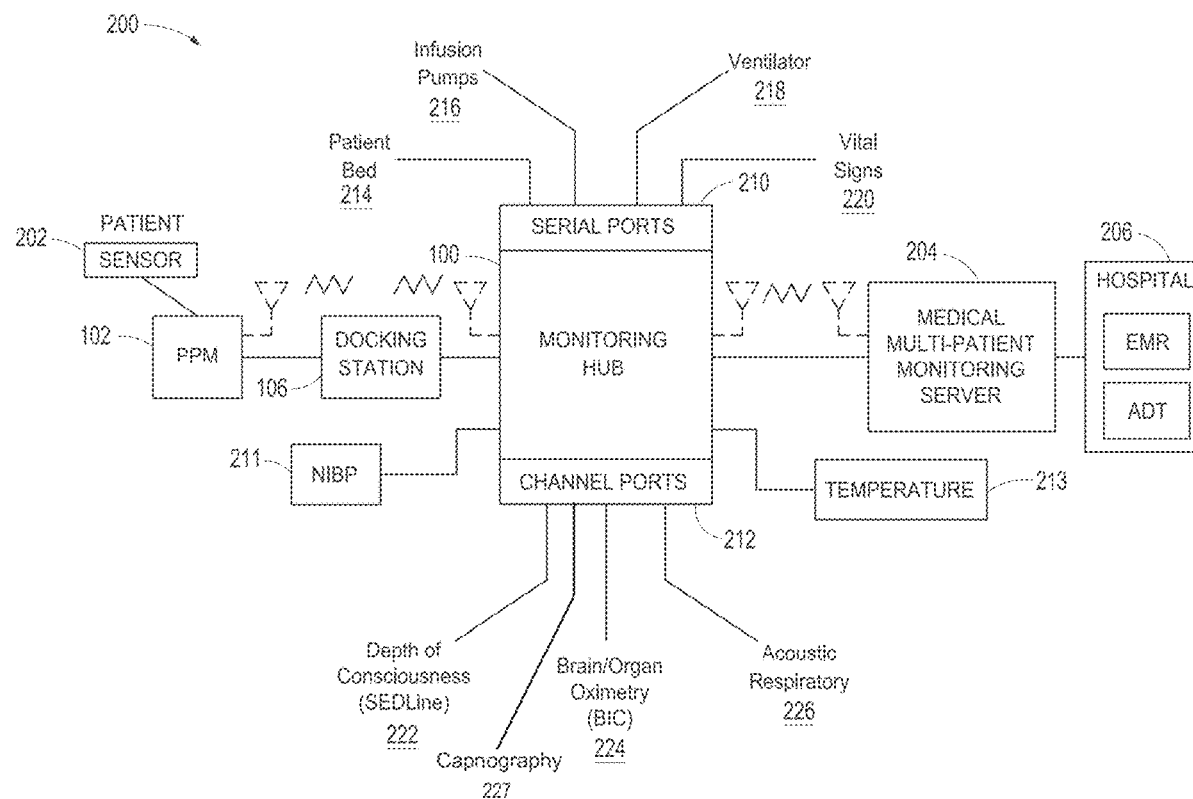 200
Infusion
Pumps
216
Ventilator
218
Patient
Bed
214
Vital
Signs
220
210
PATIENT
202
SENSOR
SERIAL PORTS
100
204
206
HOSPITAL
102
PPM
DOCKING
STATION
106
MONITORING
HUB
MEDICAL
MULTI-PATIENT
MONITORING
SERVER
EMR
ADT
211
NIBP
CHANNEL PORTS
TEMPERATURE
213
212
Depth of
Consciousness
(SEDLine)
222
Brain/Organ
Oximetry
(BIC)
224
Acoustic
Respiratory
226
Capnography
227